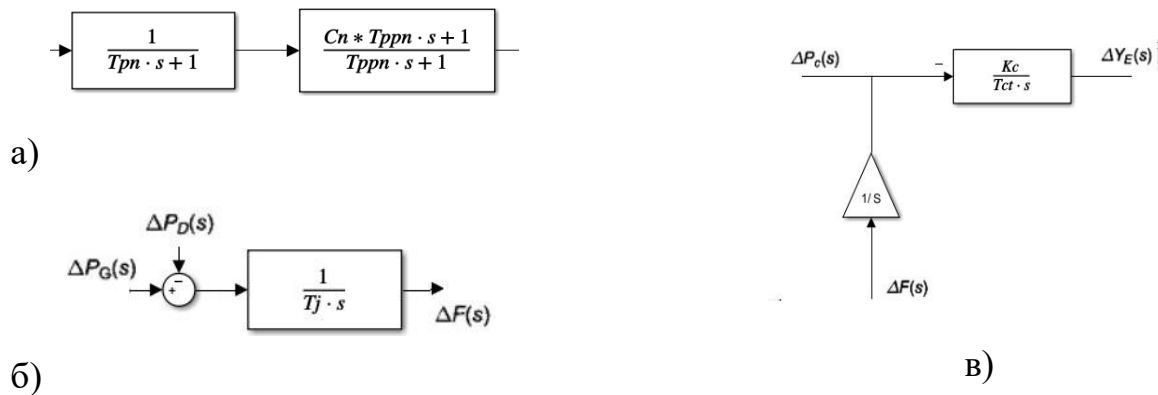 1
Tpn · s + 1
Cn * Tppn · s + 1
Tppn · s + 1
а)
ΔP_D(s)
ΔP_G(s)
−
+
1
Tj · s
ΔF(s)
б)
ΔP_c(s)
−
Kc
Tct · s
ΔY_E(s)
1/ S
ΔF(s)
в)